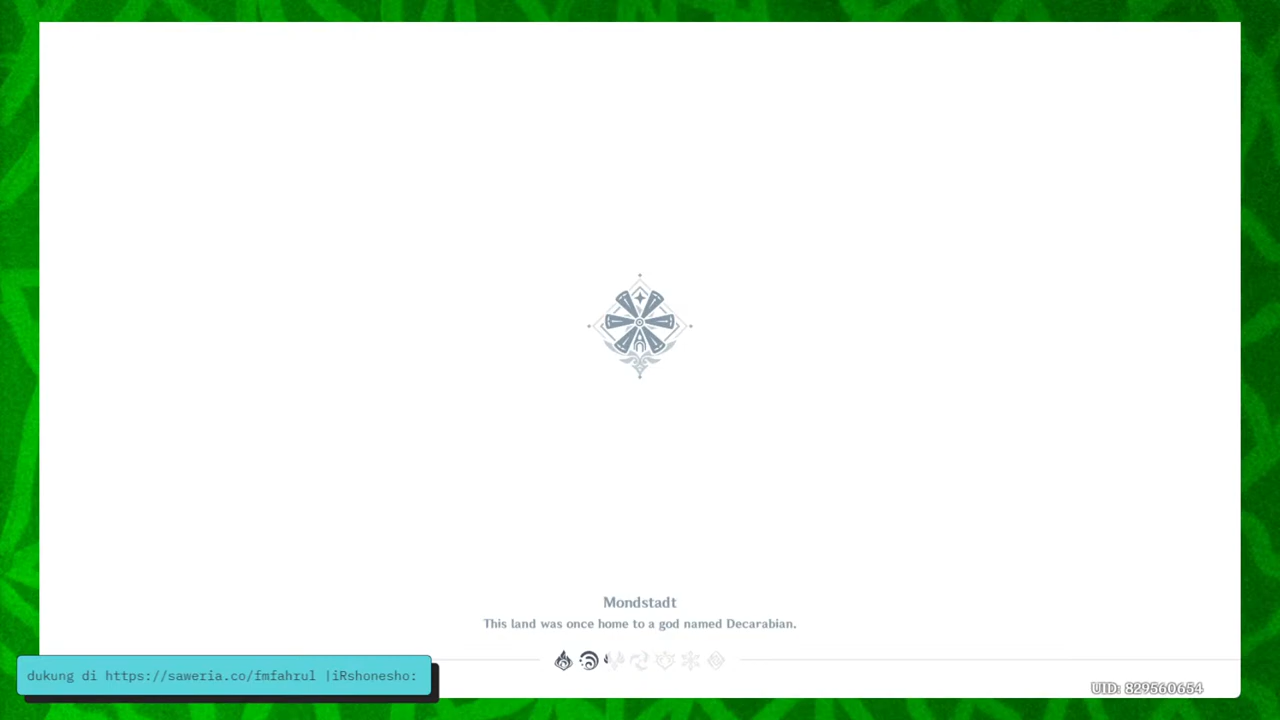 Mondstadt
This land was once home to a god named Decarabian.
dukung di https://saweria.co/fmfahrul |iRshonesho:
UID: 829560654